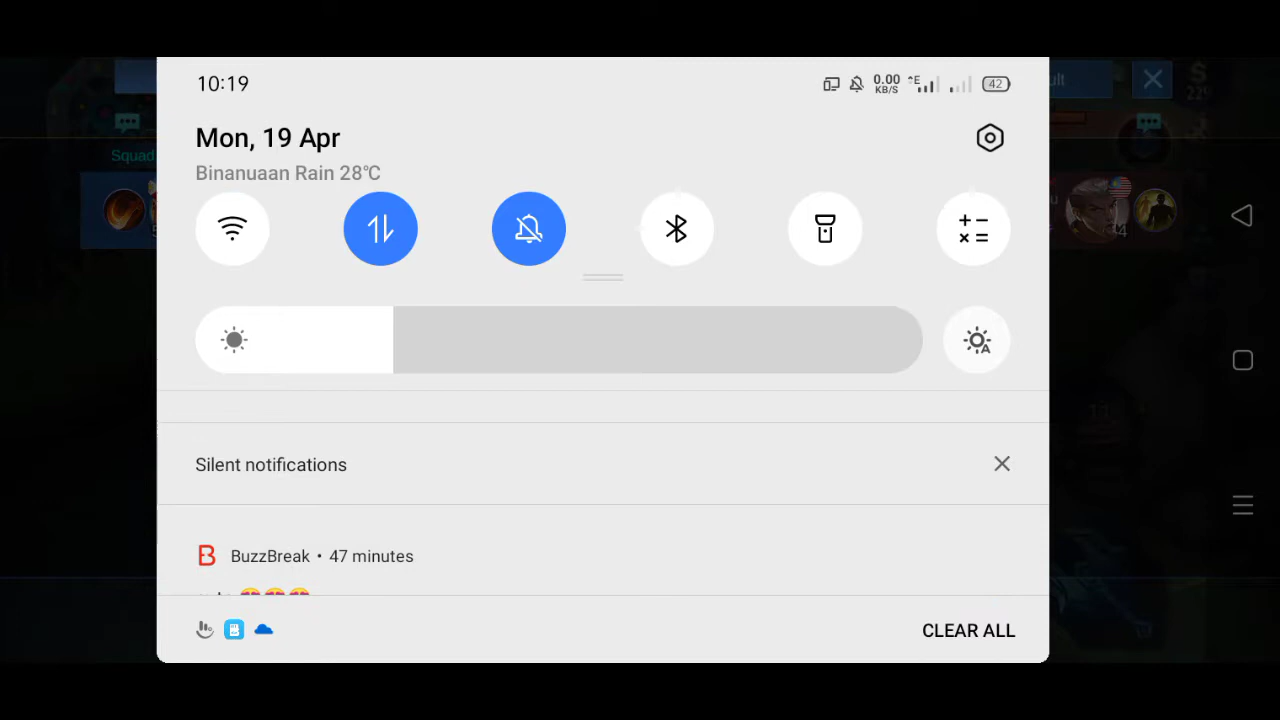 10:19
0.00
KB/S
E
42
Mon, 19 Apr
Binanuaan Rain 28℃
Squad
Silent notifications
BuzzBreak • 47 minutes
CLEAR ALL